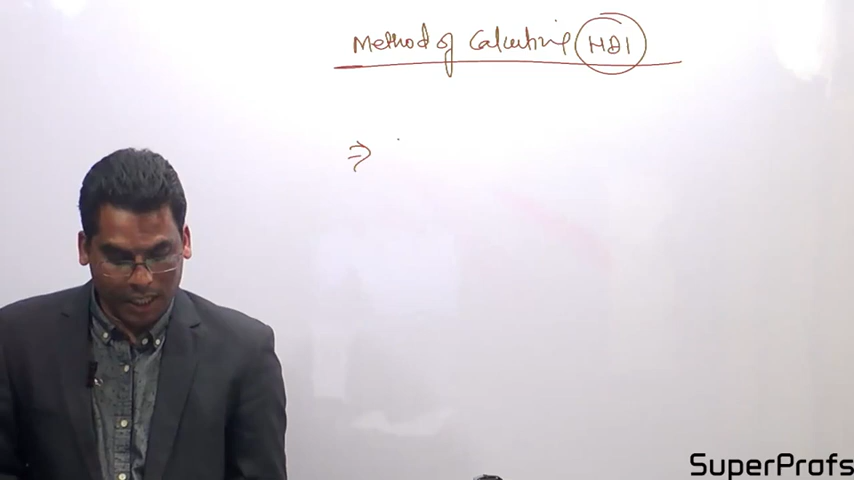 Method of Calculating HDI
⇒
SuperProfs